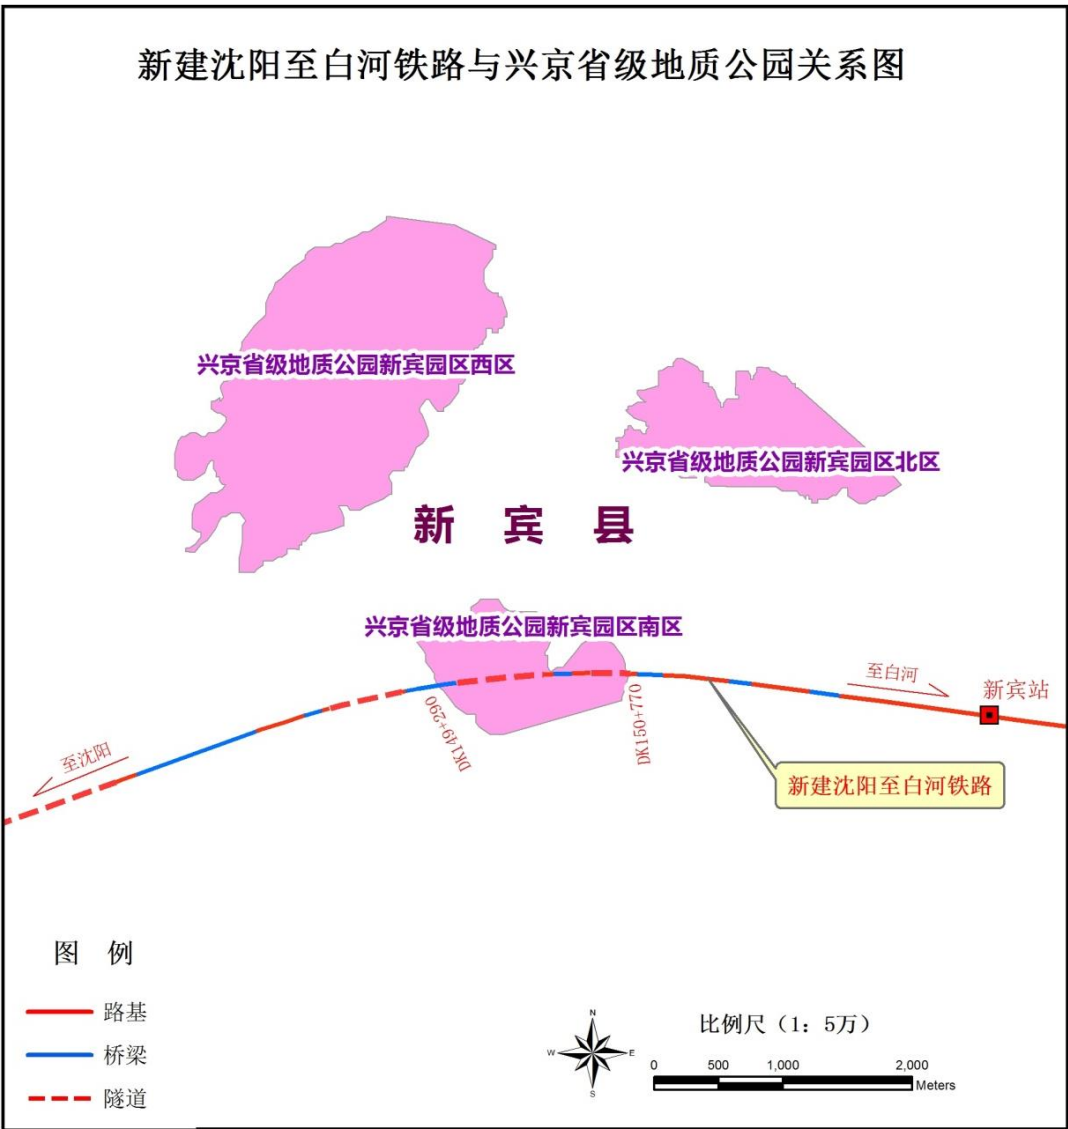 新建沈阳至白河铁路与兴京省级地质公园关系图
兴京省级地质公园新宾园区西区
兴京省级地质公园新宾园区北区
新 宾 县
兴京省级地质公园新宾园区南区
至白河
新宾站
DK149+290
DK150+770
至沈阳
新建沈阳至白河铁路
图 例
路基
桥梁
隧道
N
W
E
S
比例尺（1：5万）
0 500 1,000 2,000
Meters